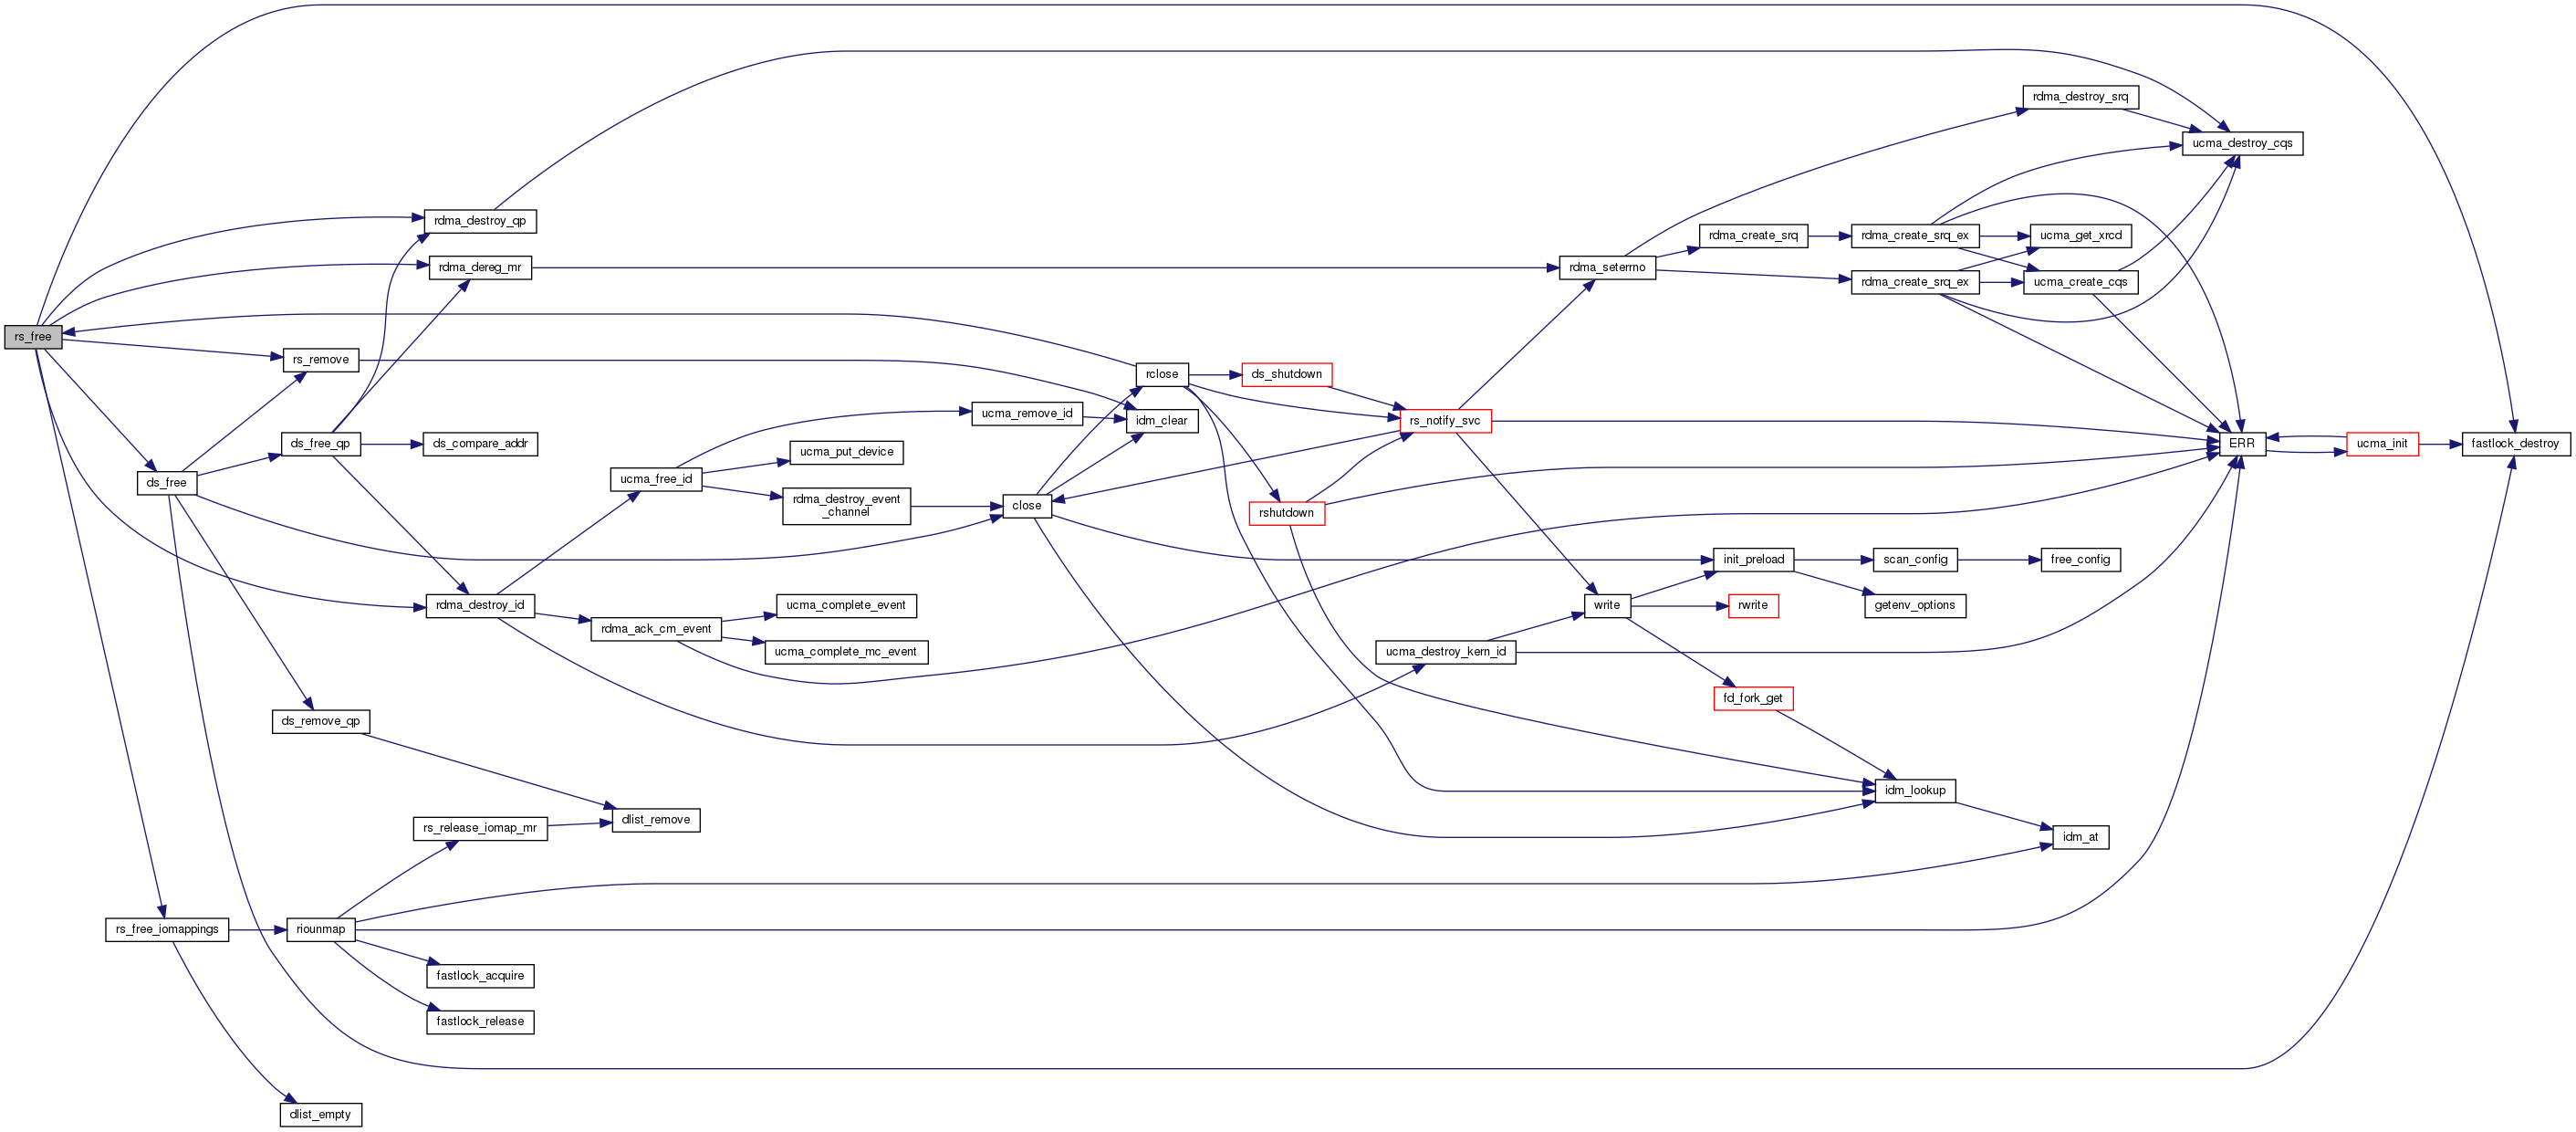 rdma_destroy_srq
ucma_destroy_cqs
rdma_destroy_qp
rdma_create_srq
rdma_create_srq_ex
ucma_get_xrcd
rdma_dereg_mr
rdma_seterrno
rdma_create_srq_ex
ucma_create_cqs
rs_free
rs_remove
rclose
ds_shutdown
ucma_remove_id
idm_clear
rs_notify_svc
ds_free_qp
ds_compare_addr
ERR
ucma_init
fastlock_destroy
ucma_put_device
ds_free
ucma_free_id
rdma_destroy_event
_channel
close
rshutdown
init_preload
scan_config
free_config
rdma_destroy_id
ucma_complete_event
write
rwrite
getenv_options
rdma_ack_cm_event
ucma_complete_mc_event
ucma_destroy_kern_id
fd_fork_get
ds_remove_qp
idm_lookup
rs_release_iomap_mr
dlist_remove
idm_at
rs_free_iomappings
riounmap
fastlock_acquire
fastlock_release
dlist_empty